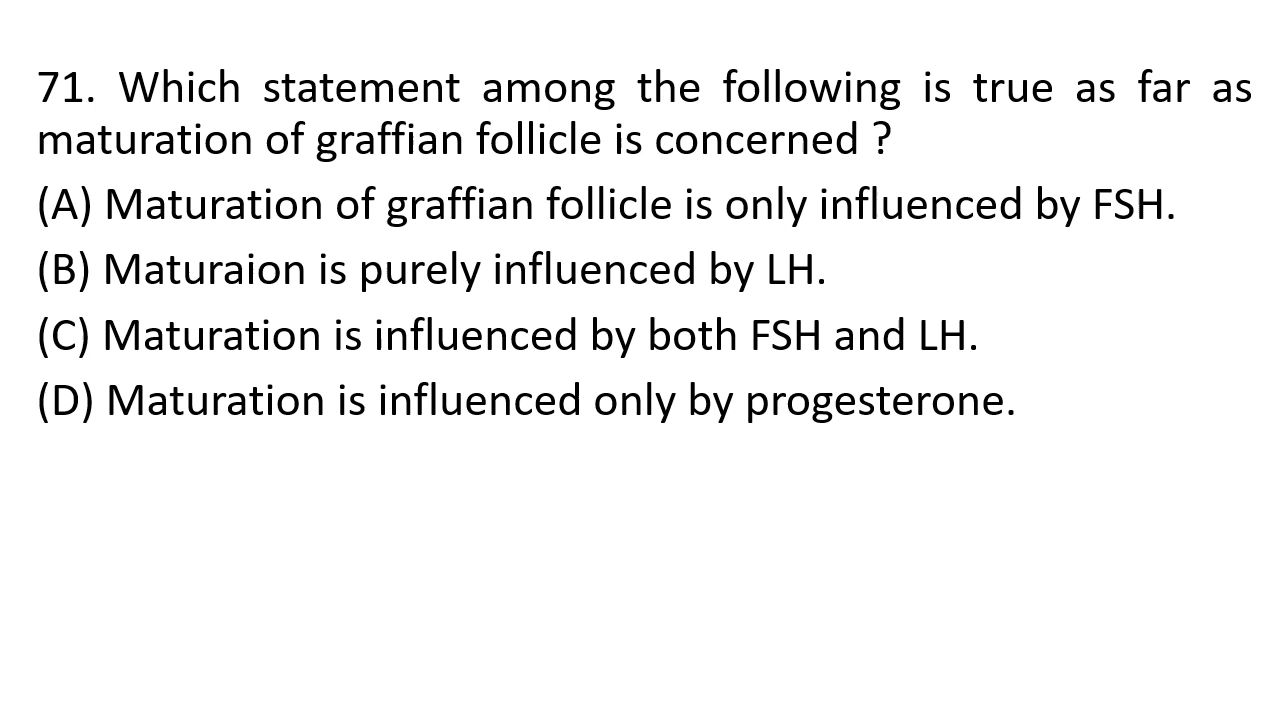 71. Which statement among the following is true as far as
maturation of graffian follicle is concerned ?
(A) Maturation of graffian follicle is only influenced by FSH.
(B) Maturaion is purely influenced by LH.
(C) Maturation is influenced by both FSH and LH.
(D) Maturation is influenced only by progesterone.